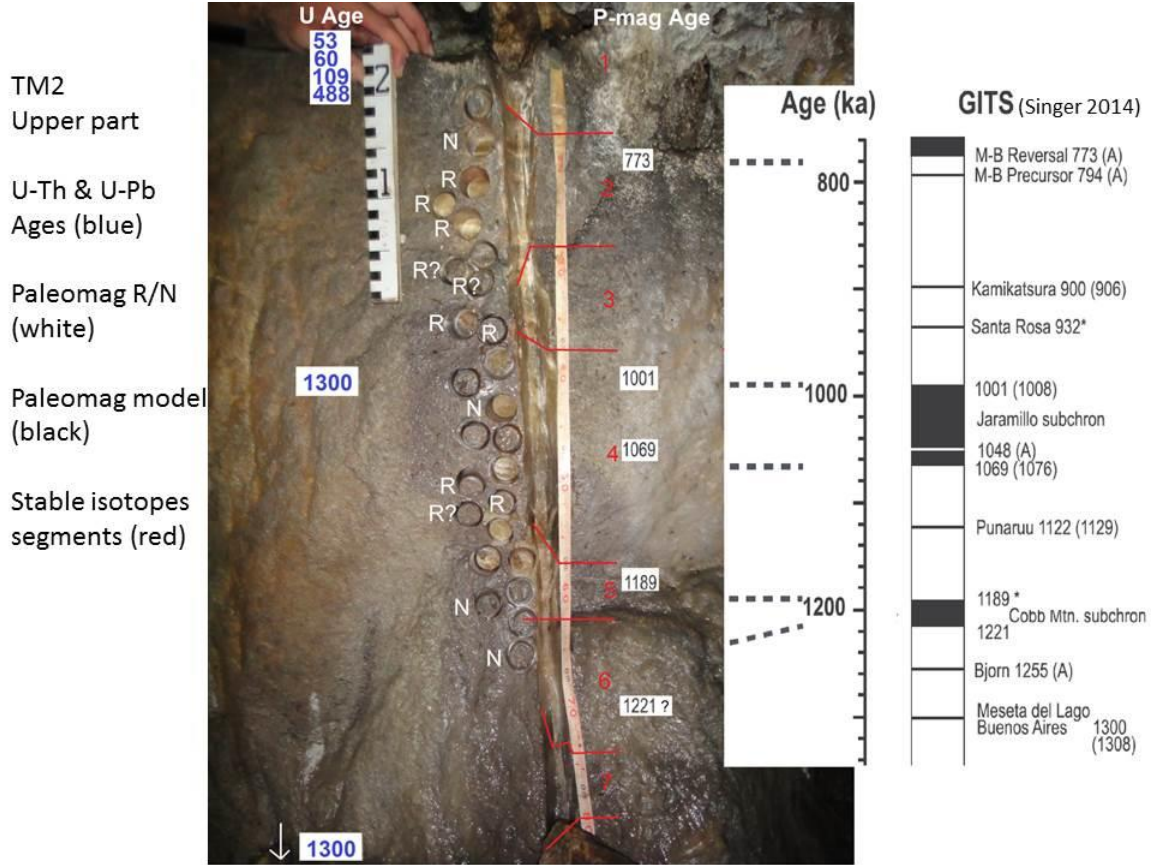 TM2
Upper part
U-Th & U-Pb
Ages (blue)
Paleomag R/N
(white)
Paleomag model
(black)
Stable isotopes
segments (red)
U Age
53
60
109
488
P-mag Age
2
1
N
R
R
R
R?
R?
R
R
1300
N
R
R
R?
N
N
1300
1
773
2
3
1001
4
1069
1189
6
1221 ?
7
Age (ka)
800
1000
1200
GITS (Singer 2014)
M-B Reversal 773 (A)
M-B Precursor 794 (A)
Kamikatsura 900 (906)
Santa Rosa 932*
1001 (1008)
Jaramillo subchron
1048 (A)
1069 (1076)
Punaruu 1122 (1129)
1189 *
Cobb Mtn. subchron
1221
Bjorn 1255 (A)
Meseta del Lago
Buenos Aires 1300
(1308)